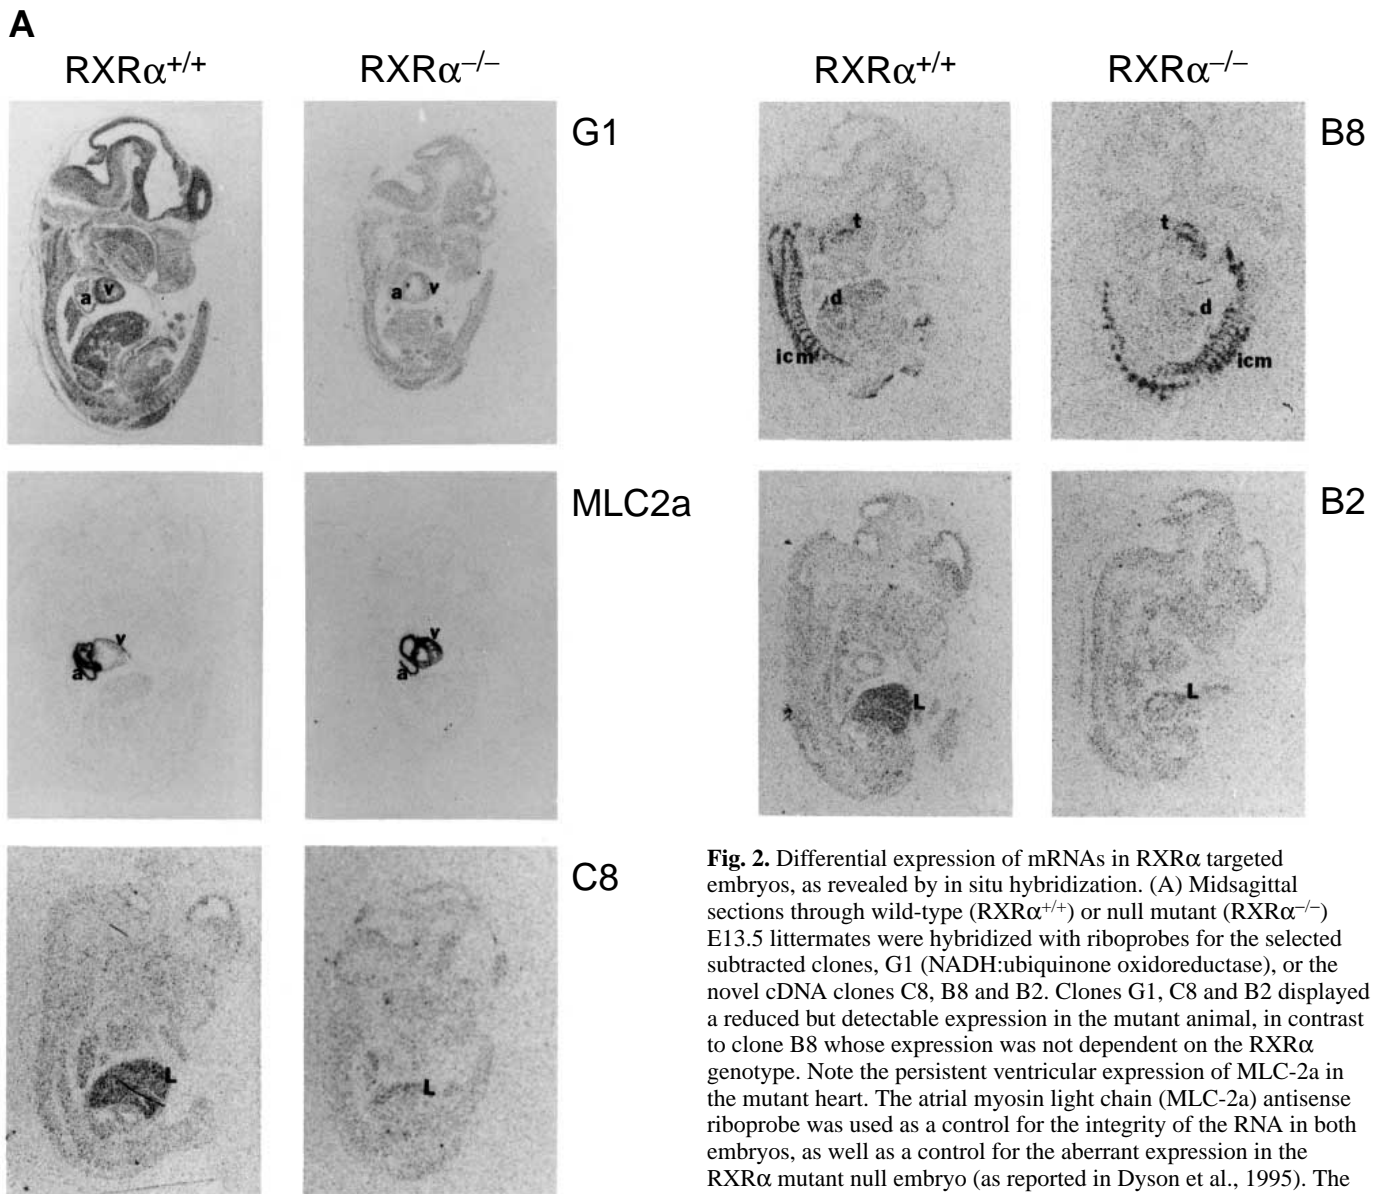 A
RXRα+/+
RXRα−/−
RXRα+/+
RXRα−/−
G1
a
v
a
v
B8
t
d
icm
t
d
icm
MLC2a
v
a
v
a
B2
L
L
C8
L
L
Fig. 2. Differential expression of mRNAs in RXRα targeted
embryos, as revealed by in situ hybridization. (A) Midsagittal
sections through wild-type (RXRα+/+) or null mutant (RXRα−/−)
E13.5 littermates were hybridized with riboprobes for the selected
subtracted clones, G1 (NADH:ubiquinone oxidoreductase), or the
novel cDNA clones C8, B8 and B2. Clones G1, C8 and B2 displayed
a reduced but detectable expression in the mutant animal, in contrast
to clone B8 whose expression was not dependent on the RXRα
genotype. Note the persistent ventricular expression of MLC-2a in
the mutant heart. The atrial myosin light chain (MLC-2a) antisense
riboprobe was used as a control for the integrity of the RNA in both
embryos, as well as a control for the aberrant expression in the
RXRα mutant null embryo (as reported in Dyson et al., 1995). The